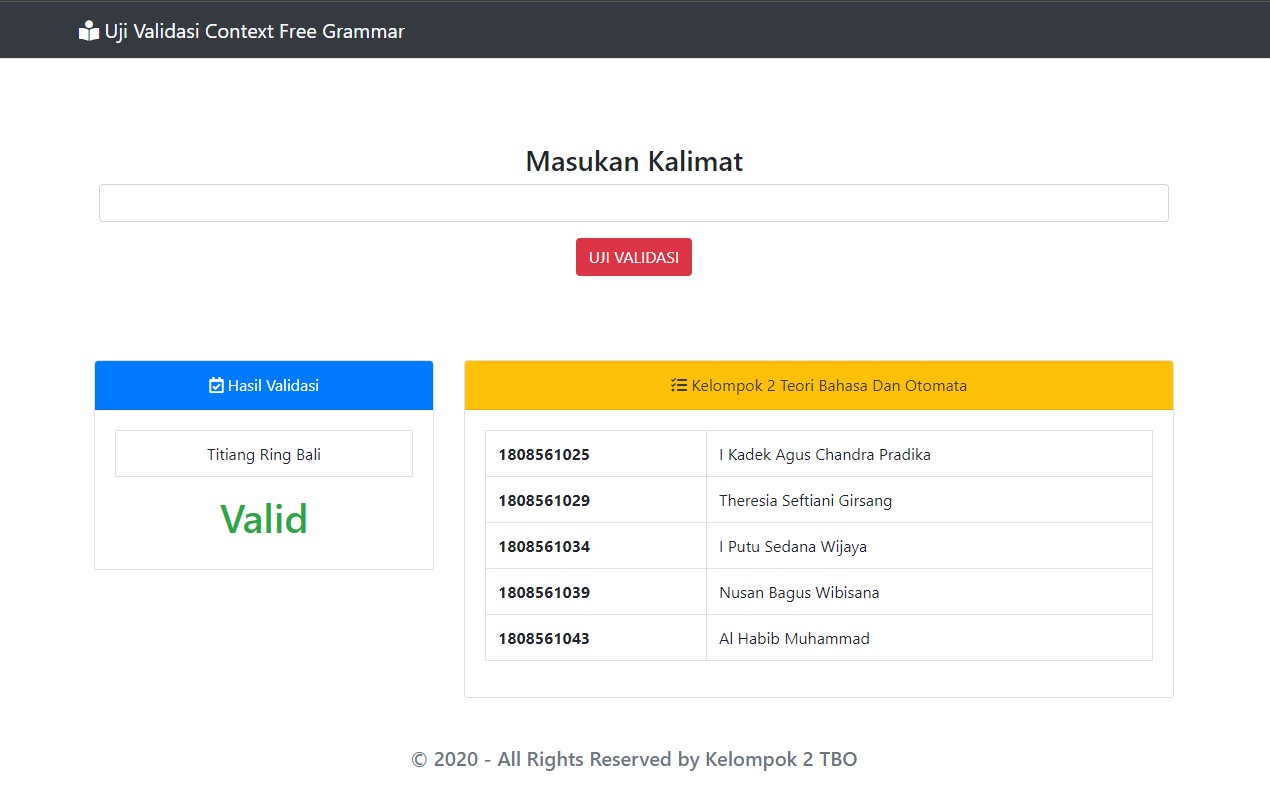 Uji Validasi Context Free Grammar
Masukan Kalimat
UJI VALIDASI
Hasil Validasi
Titiang Ring Bali
Valid
Kelompok 2 Teori Bahasa Dan Otomata
1808561025 I Kadek Agus Chandra Pradika
1808561029 Theresia Seftiani Girsang
1808561034 I Putu Sedana Wijaya
1808561039 Nusan Bagus Wibisana
1808561043 Al Habib Muhammad
© 2020 - All Rights Reserved by Kelompok 2 TBO